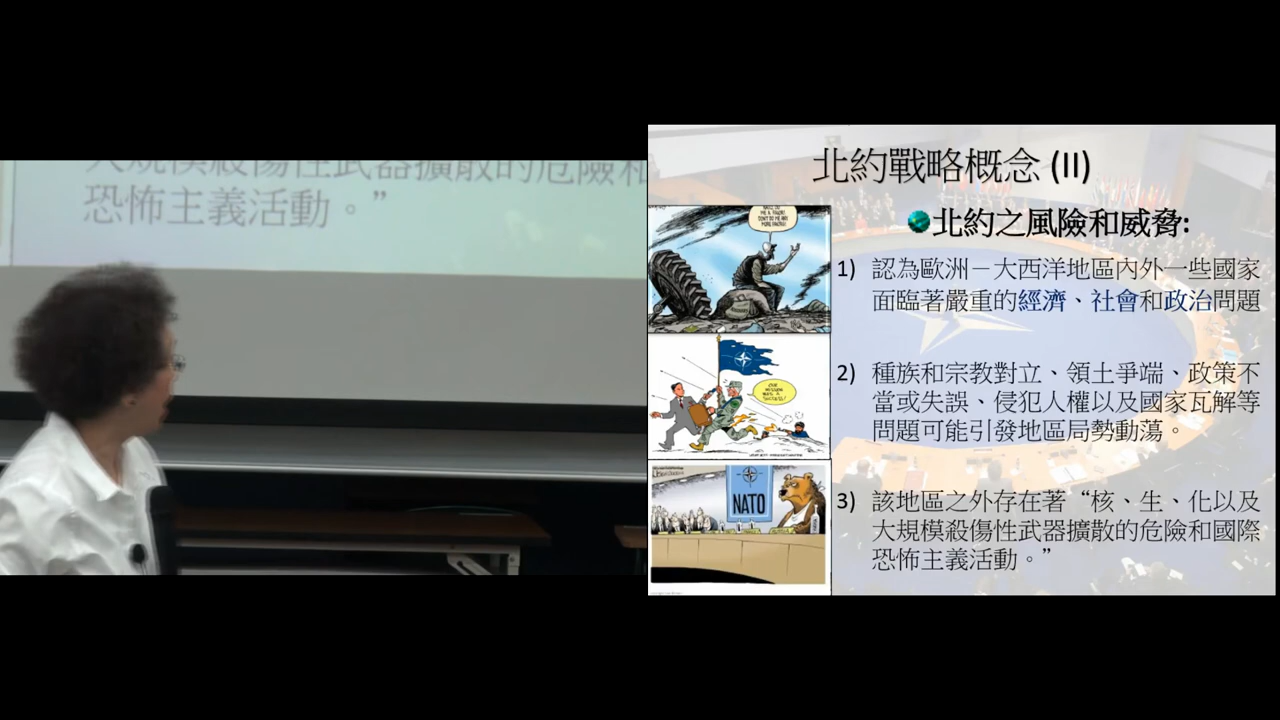 大規模殺傷性武器擴散的危險和
恐怖主義活動。”
北約戰略概念 (II)
北約之風險和威脅:
1) 認為歐洲－大西洋地區內外一些國家
面臨著嚴重的經濟、社會和政治問題
2) 種族和宗教對立、領土爭端、政策不
當或失誤、侵犯人權以及國家瓦解等
問題可能引發地區局勢動蕩。
3) 該地區之外存在著“核、生、化以及
大規模殺傷性武器擴散的危險和國際
恐怖主義活動。”
OUR
MISSION
WAS A
SUCCESS!
NATO